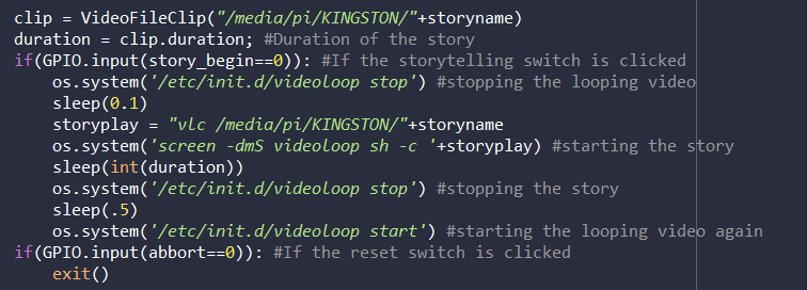 clip = VideoFileClip("/media/pi/KINGSTON/"+storyname)
duration = clip.duration; #Duration of the story
if(GPIO.input(story_begin==0)): #If the storytelling switch is clicked
    os.system('/etc/init.d/videoloop stop') #stopping the looping video
    sleep(0.1)
    storyplay = "vlc /media/pi/KINGSTON/"+storyname
    os.system('screen -dmS videoloop sh -c '+storyplay) #starting the story
    sleep(int(duration))
    os.system('/etc/init.d/videoloop stop') #stopping the story
    sleep(.5)
    os.system('/etc/init.d/videoloop start') #starting the looping video again
if(GPIO.input(abbort==0)): #If the reset switch is clicked
    exit()